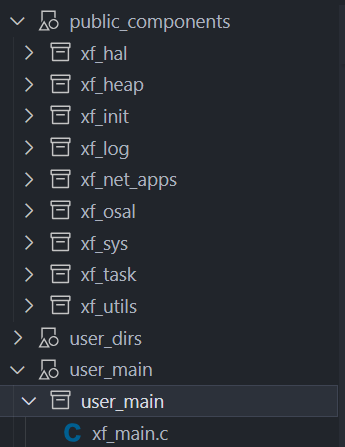 public_components
xf_hal
xf_heap
xf_init
xf_log
xf_net_apps
xf_osal
xf_sys
xf_task
xf_utils
user_dirs
user_main
user_main
C xf_main.c